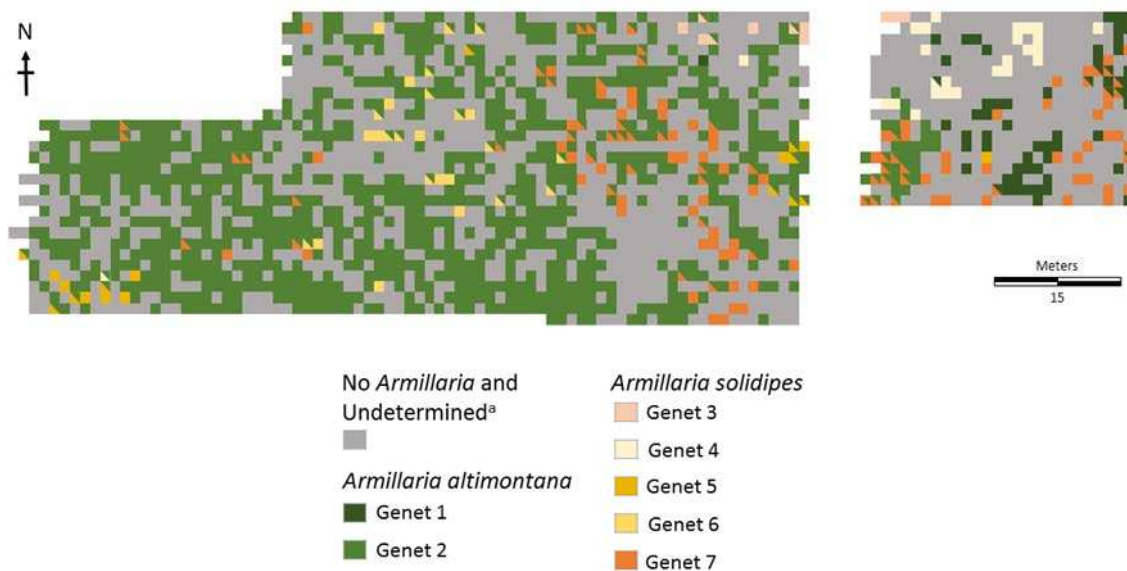 N
Meters
15
No Armillaria and
Undeterminedᵃ
Armillaria altimontana
Genet 1
Genet 2
Armillaria solidipes
Genet 3
Genet 4
Genet 5
Genet 6
Genet 7